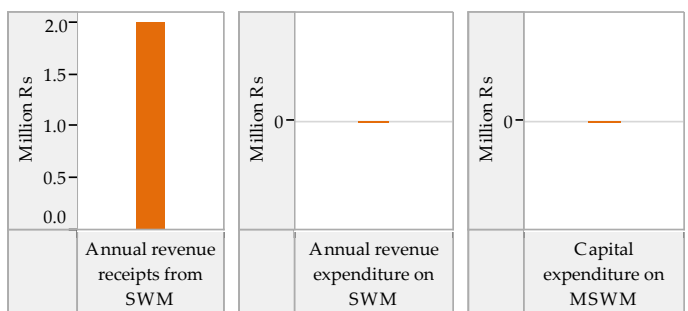 Million Rs
2.0
1.5
1.0
0.5
0.0
Annual revenue
receipts from
SWM
Million Rs
0
Annual revenue
expenditure on
SWM
Million Rs
0
Capital
expenditure on
MSWM